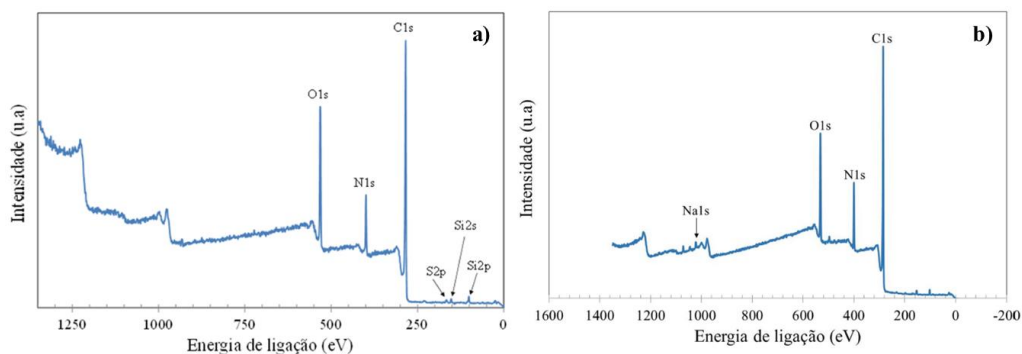 a)
C1s
O1s
N1s
Si2s
S2p
Si2p
Intensidade (u.a)
1250 1000 750 500 250 0
Energia de ligação (eV)
b)
C1s
O1s
N1s
Na1s
Intensidade (u.a)
1600 1400 1200 1000 800 600 400 200 0 -200
Energia de ligação (eV)